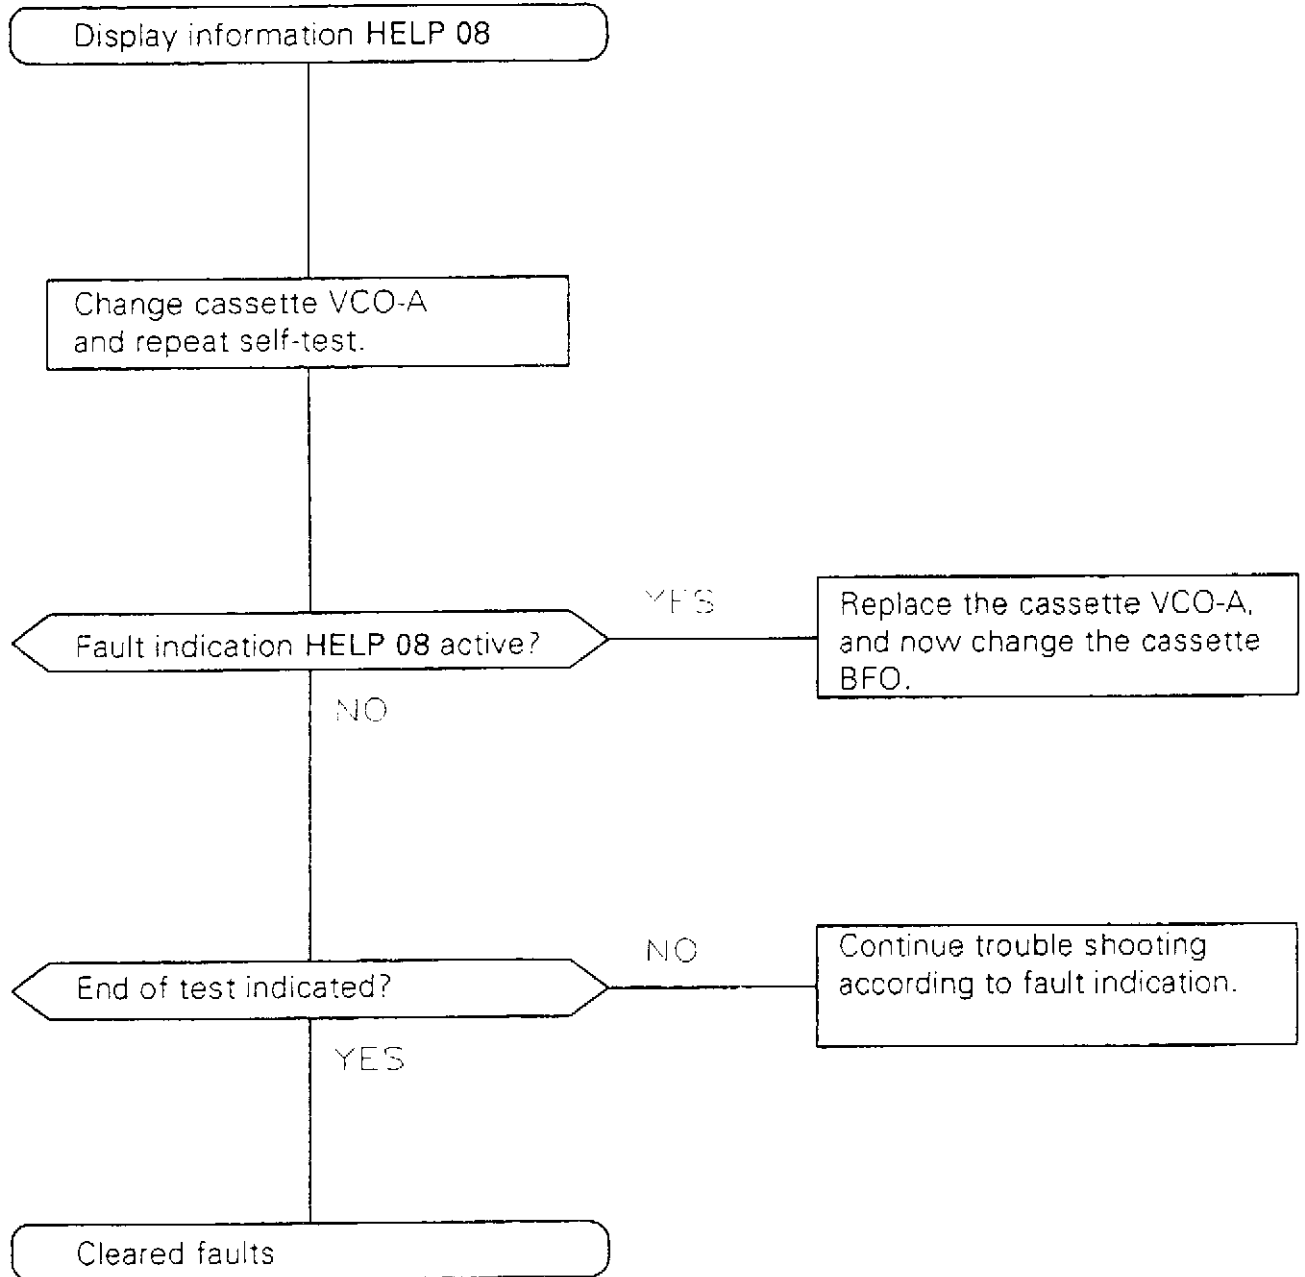 Display information HELP 08
Change cassette VCO-A
and repeat self-test.
Fault indication HELP 08 active?
YES
Replace the cassette VCO-A,
and now change the cassette
BFO.
NO
End of test indicated?
NO
Continue trouble shooting
according to fault indication.
YES
Cleared faults